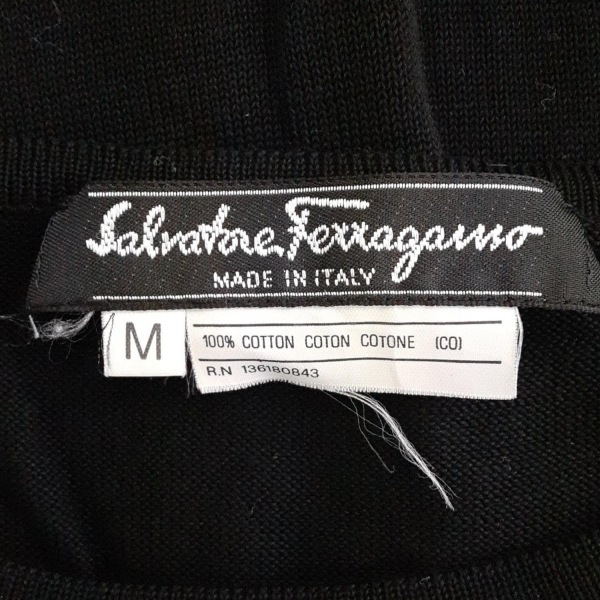 Salvatore Ferragamo
MADE IN ITALY
M
100% COTTON COTON COTONE (CO)
R.N 136180843